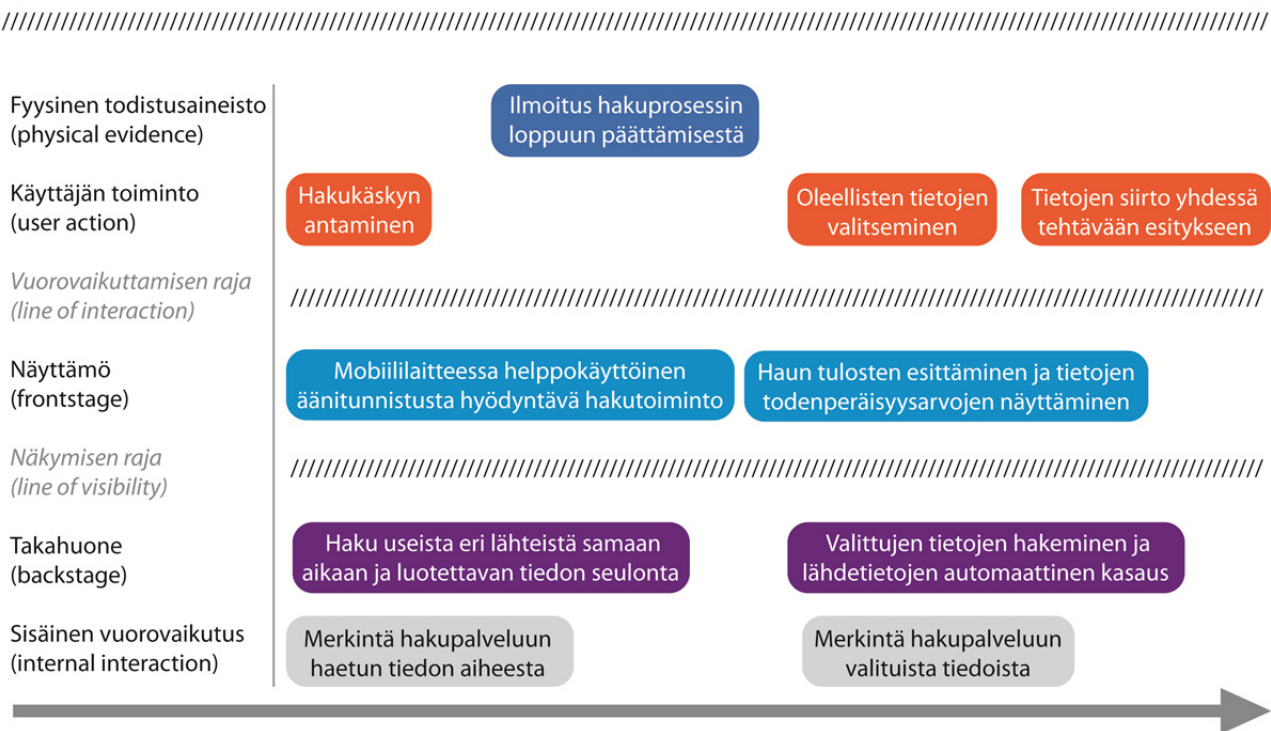 Fyysinen todistusaineisto
(physical evidence)
Ilmoitus hakuprosessin
loppuun päättämisestä
Käyttäjän toiminto
(user action)
Hakukäskyn
antaminen
Oleellisten tietojen
valitseminen
Tietojen siirto yhdessä
tehtävään esitykseen
Vuorovaikuttamisen raja
(line of interaction)
Näyttämö
(frontstage)
Mobiililaitteessa helppokäyttöinen
äänitunnistusta hyödyntävä hakutoiminto
Haun tulosten esittäminen ja tietojen
todenperäisyysarvojen näyttäminen
Näkymisen raja
(line of visibility)
Takahuone
(backstage)
Haku useista eri lähteistä samaan
aikaan ja luotettavan tiedon seulonta
Valittujen tietojen hakeminen ja
lähdetietojen automaattinen kasaus
Sisäinen vuorovaikutus
(internal interaction)
Merkintä hakupalveluun
haetun tiedon aiheesta
Merkintä hakupalveluun
valituista tiedoista